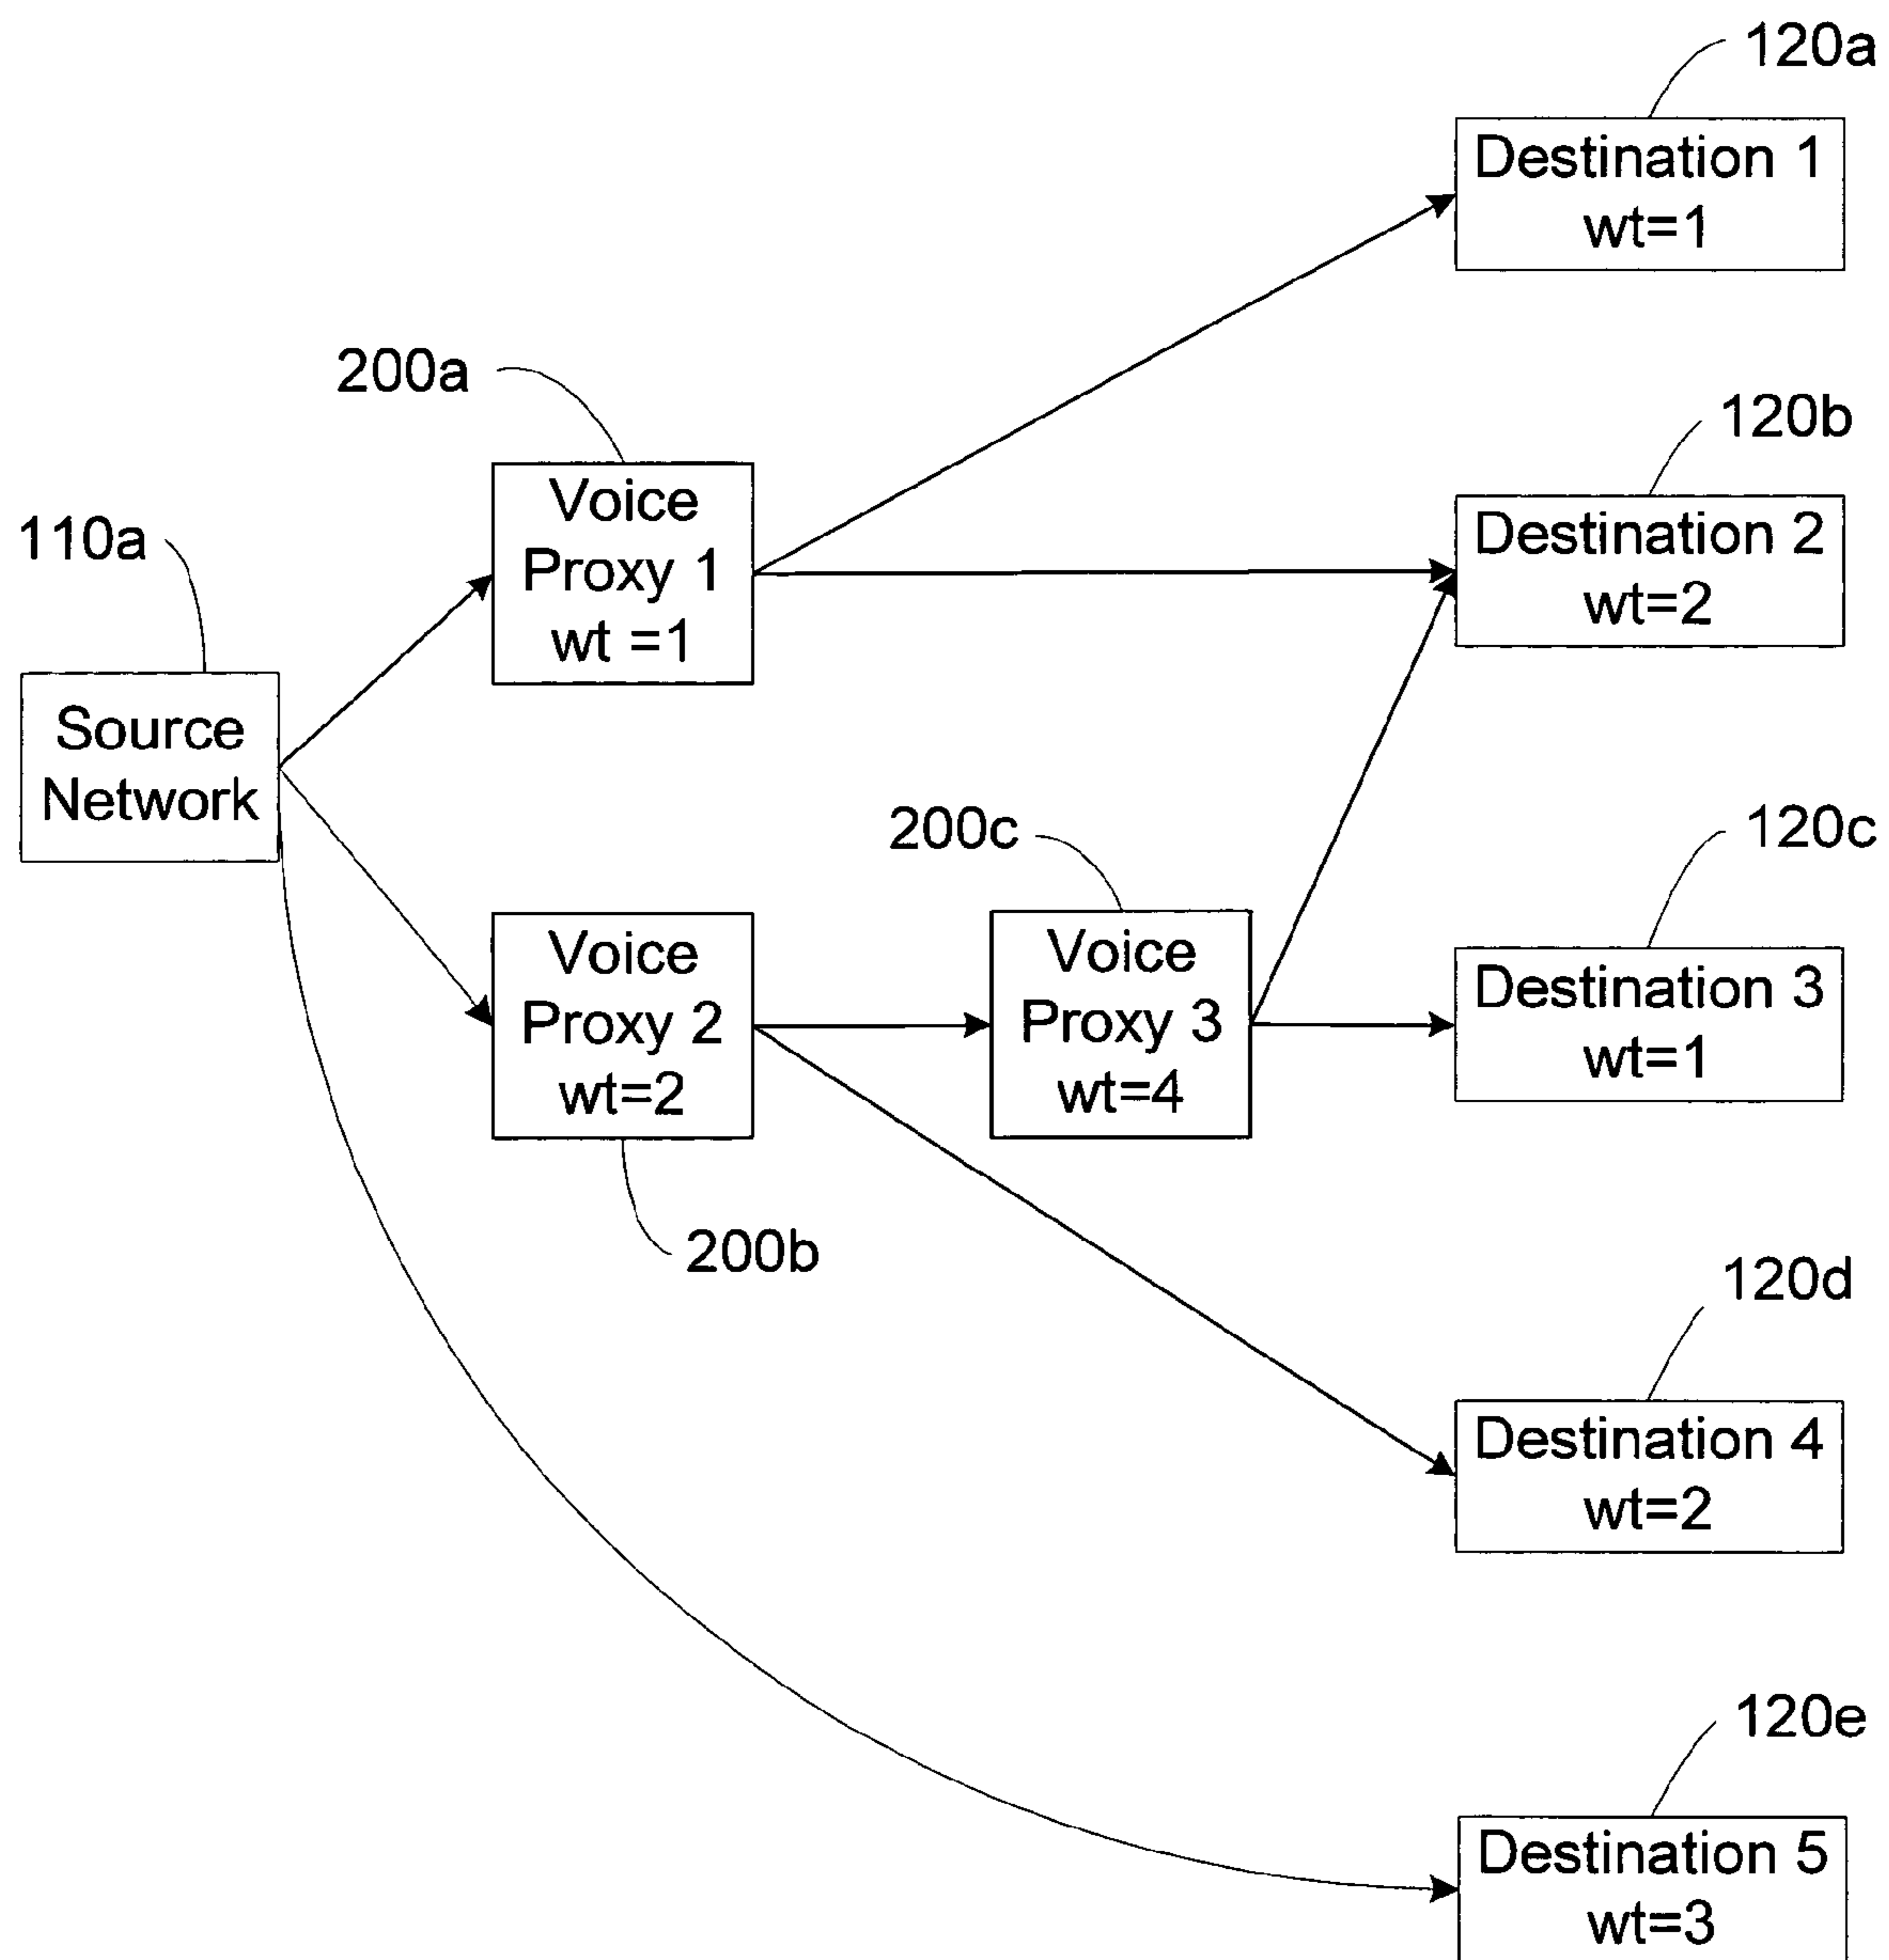 120a
Destination 1
wt=1
200a
120b
Voice
Proxy 1
wt =1
Destination 2
wt=2
110a
Source
Network
200c
120c
Voice
Proxy 2
wt=2
Voice
Proxy 3
wt=4
Destination 3
wt=1
200b
120d
Destination 4
wt=2
120e
Destination 5
wt=3